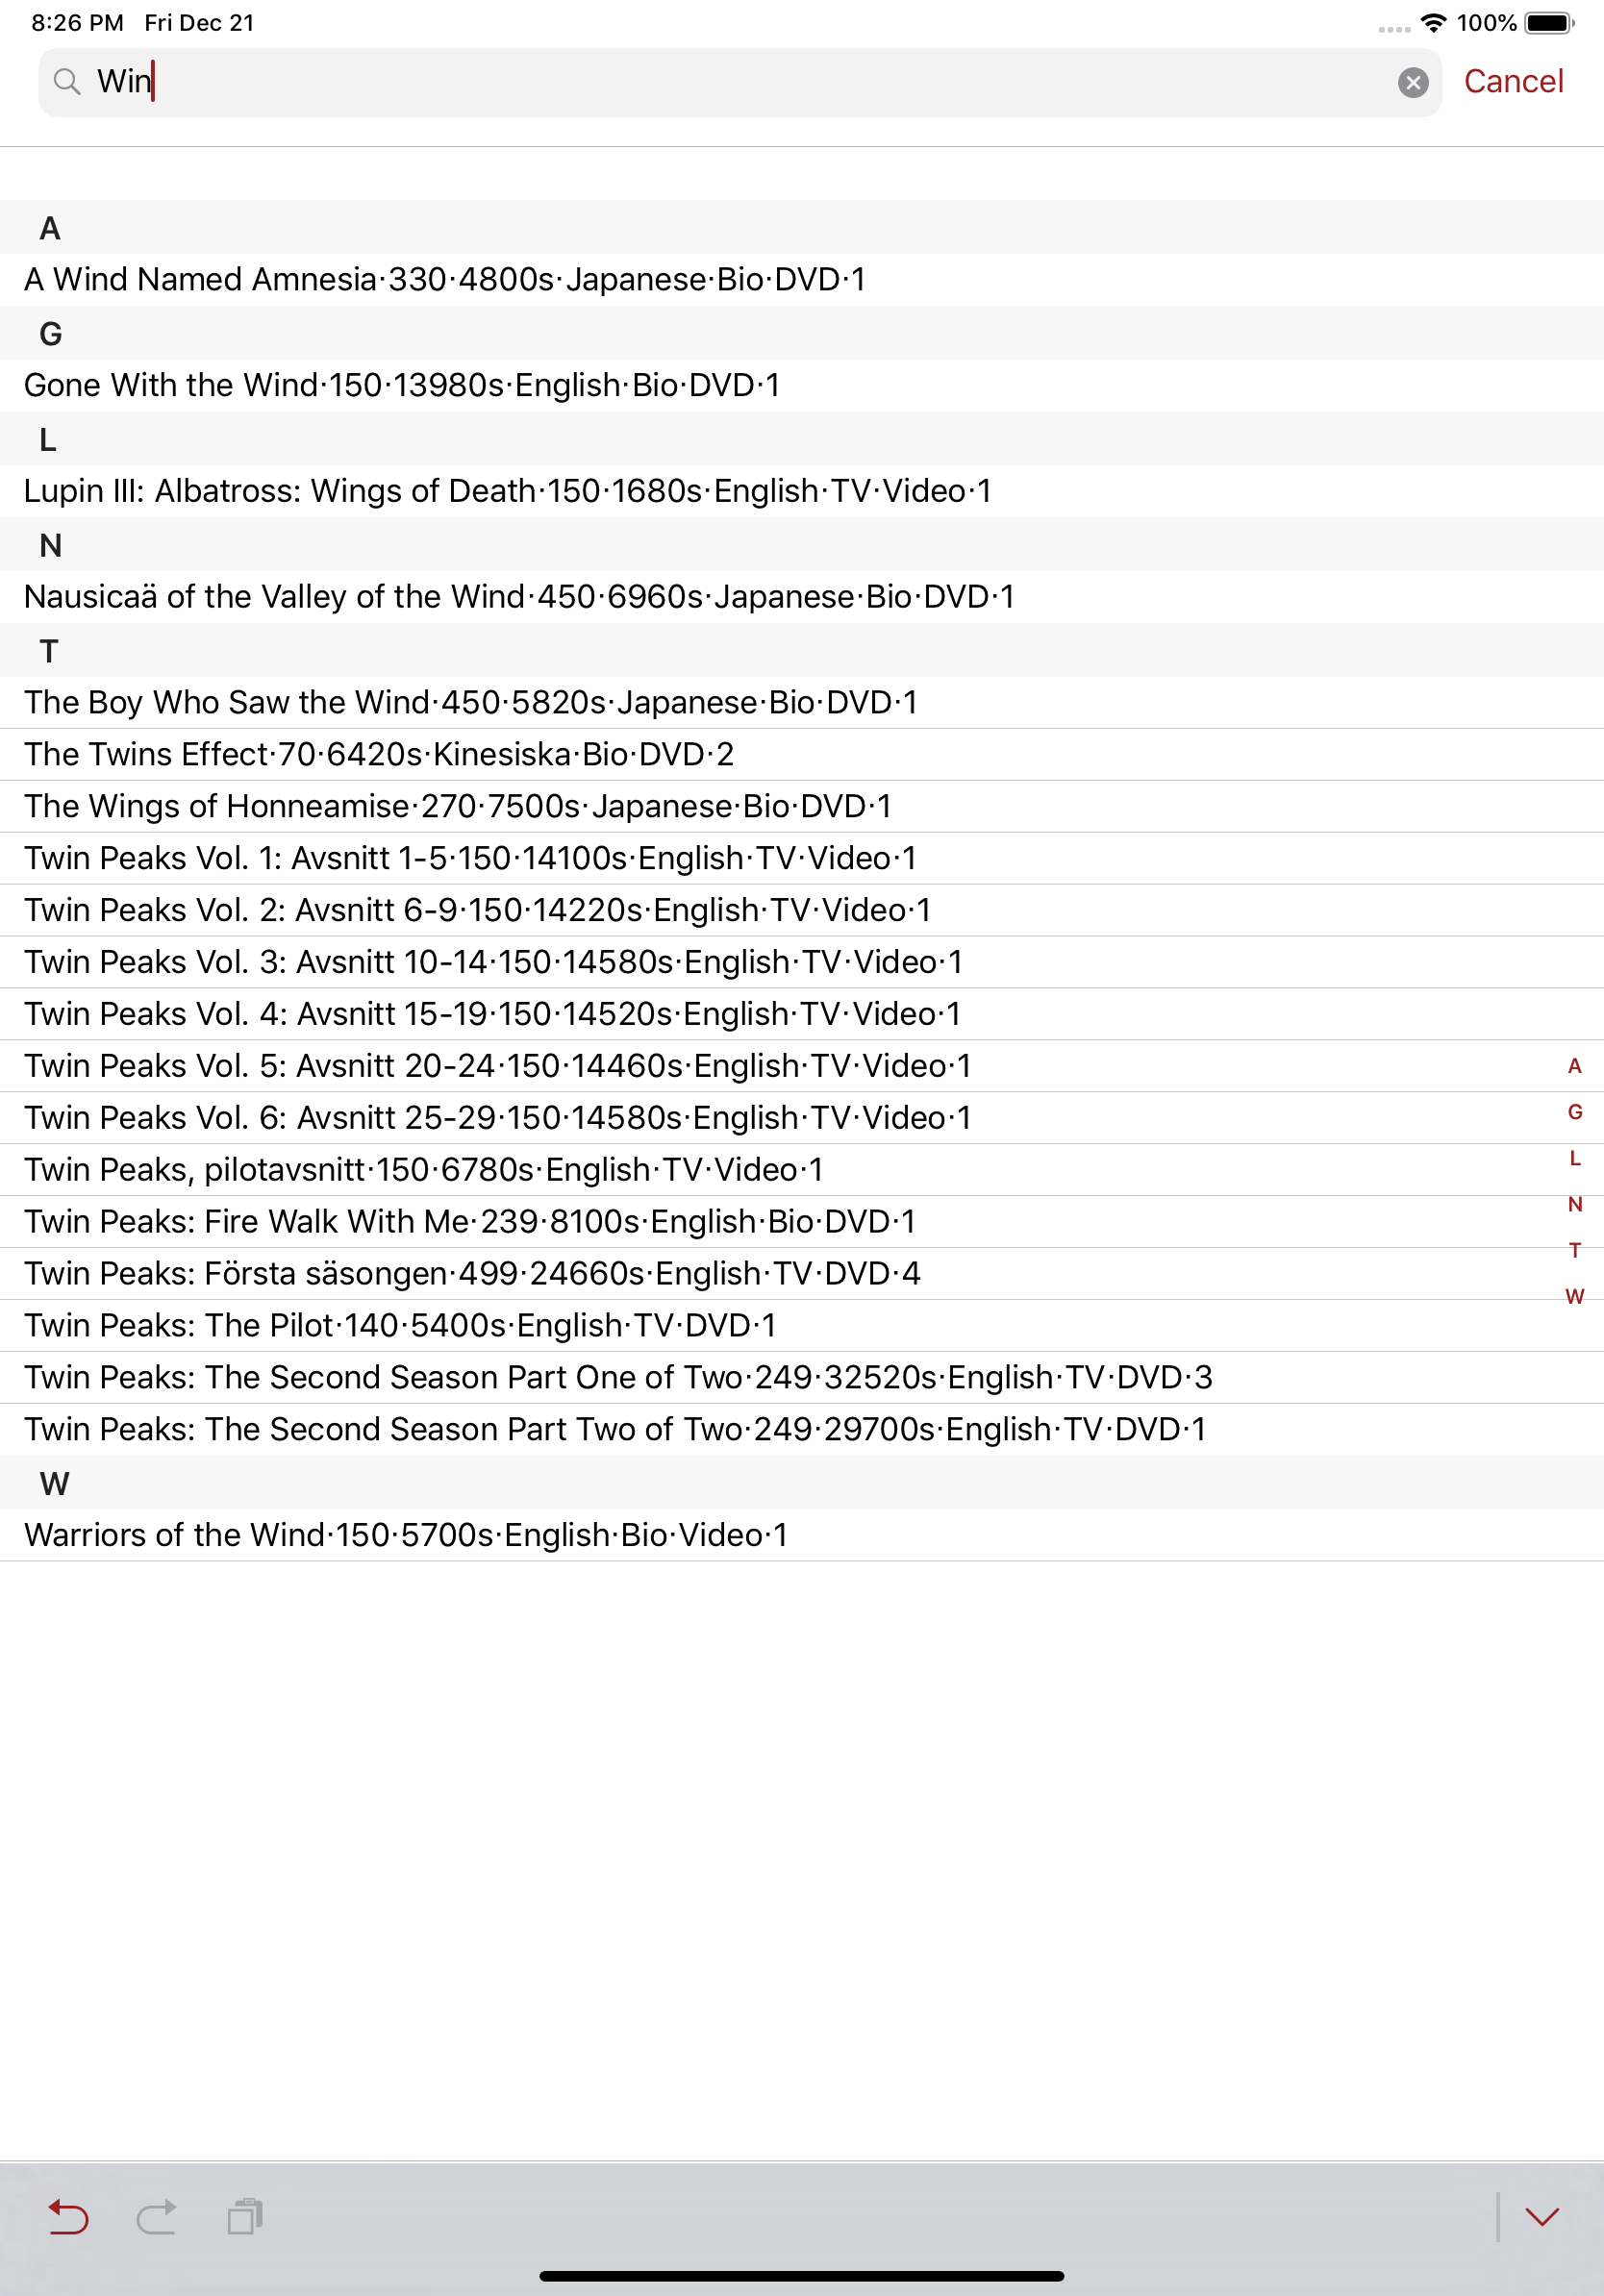 8:26 PM Fri Dec 21 100%
Win Cancel
A
A Wind Named Amnesia·330·4800s·Japanese·Bio·DVD·1
G
Gone With the Wind·150·13980s·English·Bio·DVD·1
L
Lupin III: Albatross: Wings of Death·150·1680s·English·TV·Video·1
N
Nausicaä of the Valley of the Wind·450·6960s·Japanese·Bio·DVD·1
T
The Boy Who Saw the Wind·450·5820s·Japanese·Bio·DVD·1
The Twins Effect·70·6420s·Kinesiska·Bio·DVD·2
The Wings of Honneamise·270·7500s·Japanese·Bio·DVD·1
Twin Peaks Vol. 1: Avsnitt 1-5·150·14100s·English·TV·Video·1
Twin Peaks Vol. 2: Avsnitt 6-9·150·14220s·English·TV·Video·1
Twin Peaks Vol. 3: Avsnitt 10-14·150·14580s·English·TV·Video·1
Twin Peaks Vol. 4: Avsnitt 15-19·150·14520s·English·TV·Video·1
Twin Peaks Vol. 5: Avsnitt 20-24·150·14460s·English·TV·Video·1
Twin Peaks Vol. 6: Avsnitt 25-29·150·14580s·English·TV·Video·1
Twin Peaks, pilotavsnitt·150·6780s·English·TV·Video·1
Twin Peaks: Fire Walk With Me·239·8100s·English·Bio·DVD·1
Twin Peaks: Första säsongen·499·24660s·English·TV·DVD·4
Twin Peaks: The Pilot·140·5400s·English·TV·DVD·1
Twin Peaks: The Second Season Part One of Two·249·32520s·English·TV·DVD·3
Twin Peaks: The Second Season Part Two of Two·249·29700s·English·TV·DVD·1
W
Warriors of the Wind·150·5700s·English·Bio·Video·1
A
G
L
N
T
W